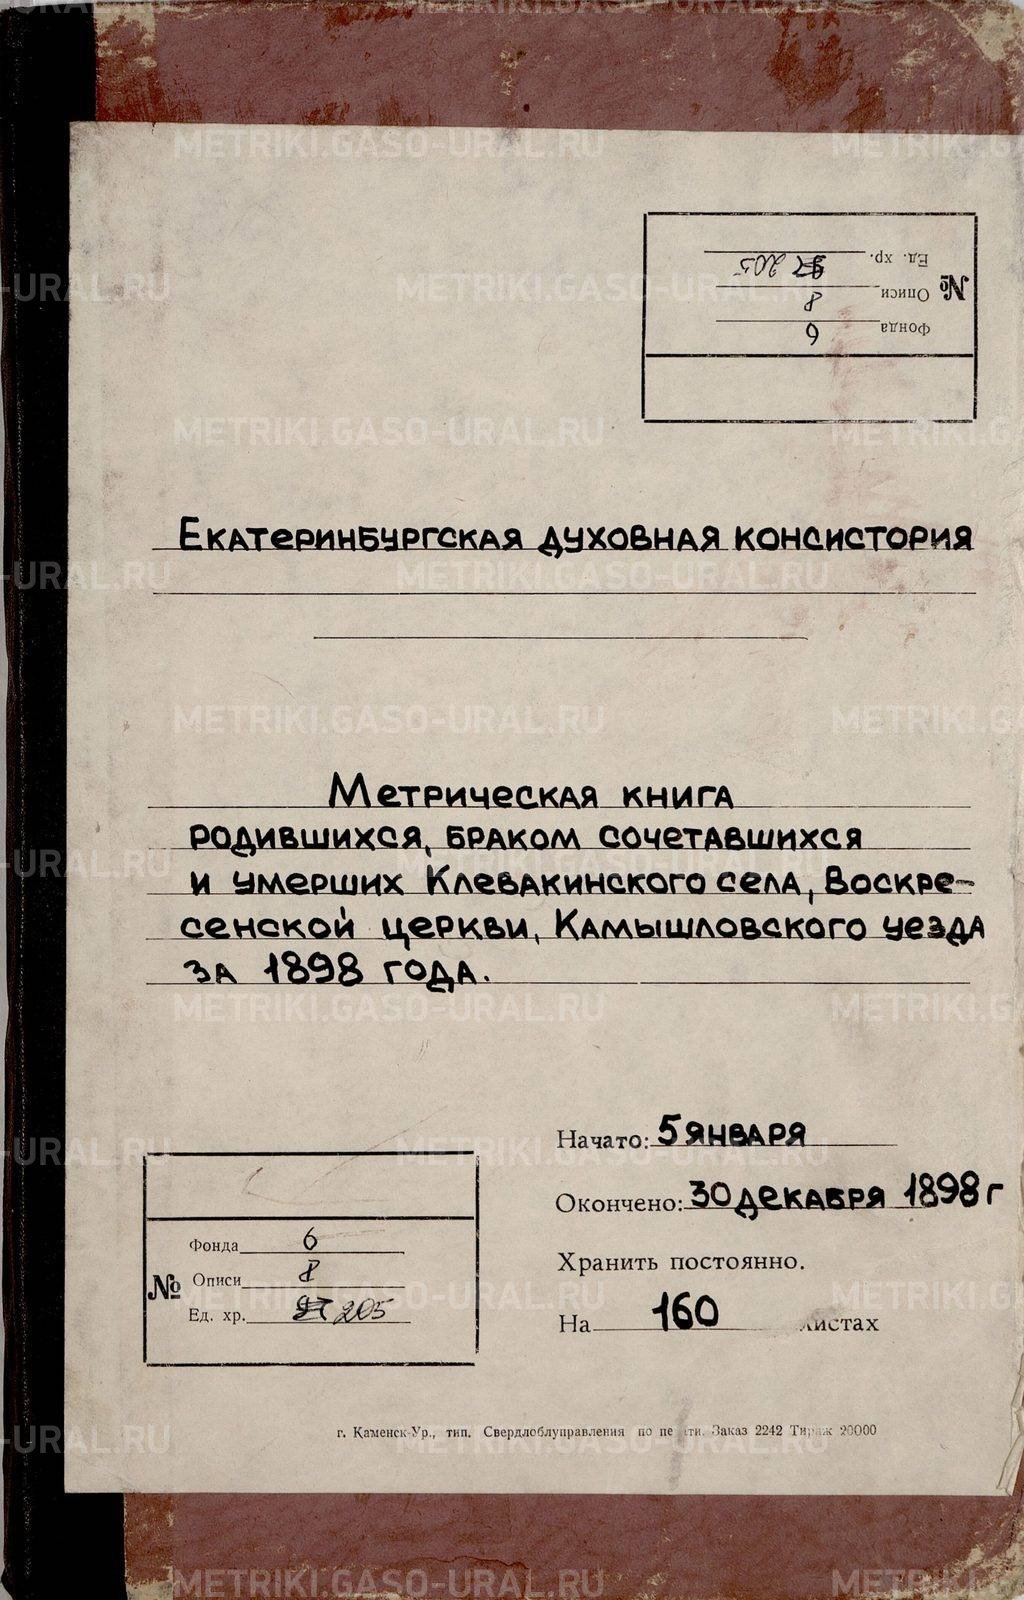 Фонда 6
№ Описи 8
Ед. хр. 205
Екатеринбургская духовная консистория
Метрическая книга
родившихся, браком сочетавшихся
и умерших Клевакинского села, Воскре-
сенской церкви, Камышловского уезда
за 1898 года.
Начато: 5 января
Окончено: 30 декабря 1898 г
Хранить постоянно.
На 160 листах
Фонда 6
№ Описи 8
Ед. хр. 205
г. Каменск-Ур., тип. Свердлоблуправления по печати. Заказ 2242 Тираж 20000
METRIKI.GASO-URAL.RU